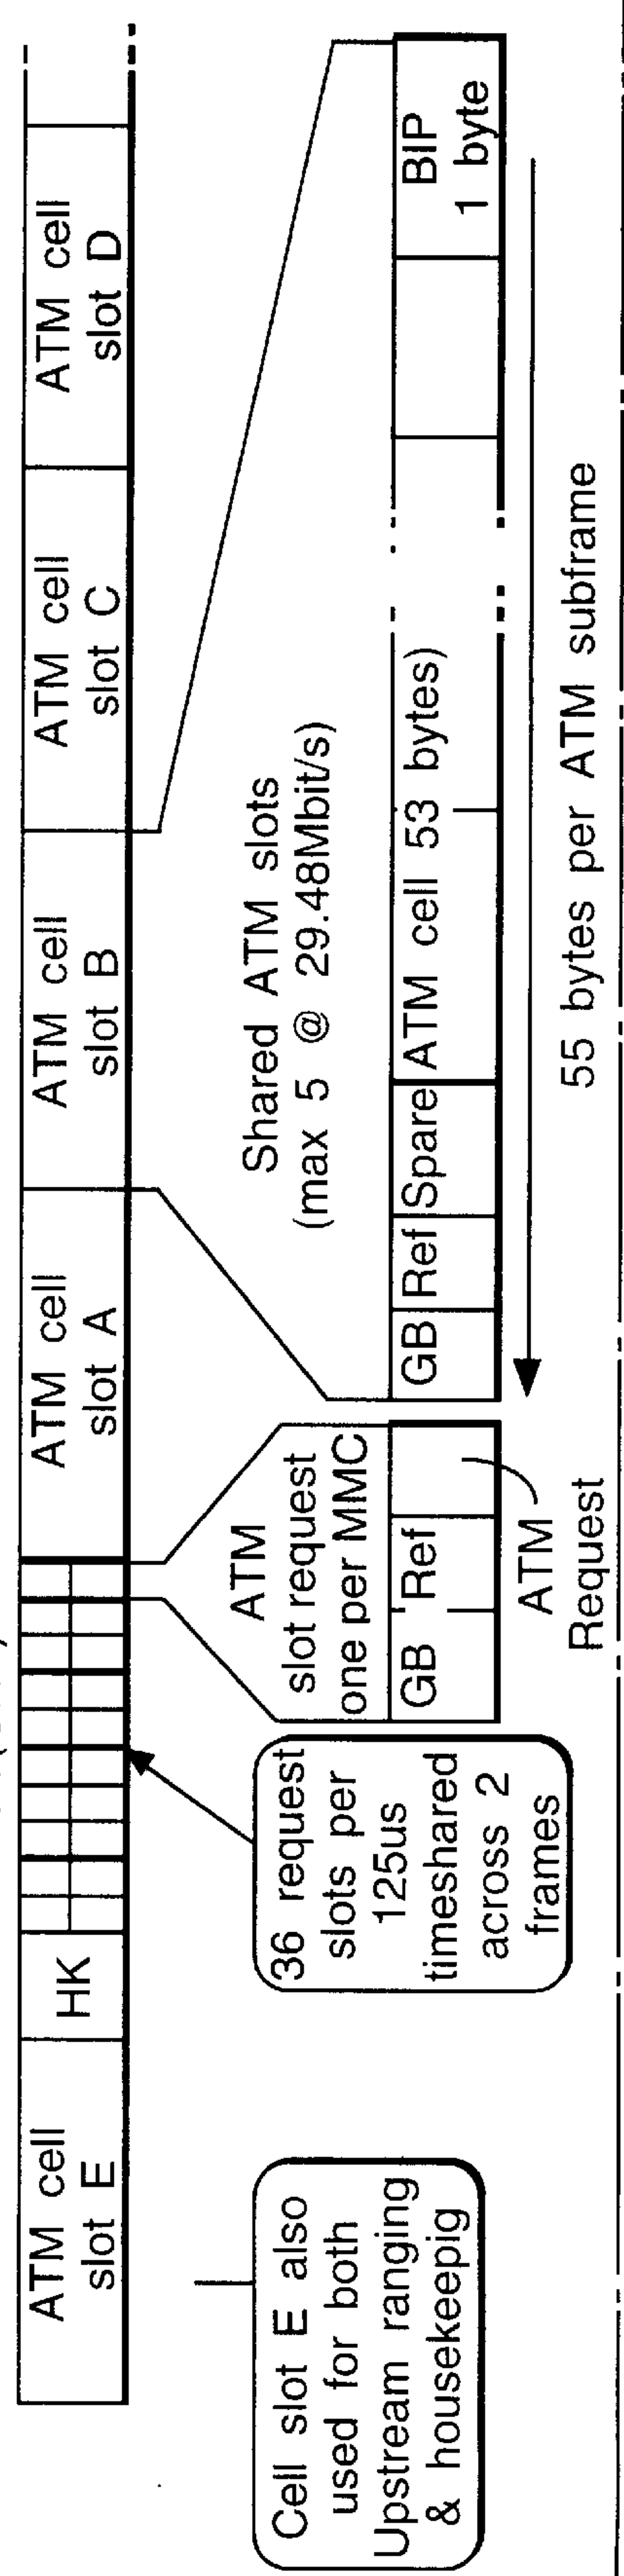 ATM cell
slot E
HK
ATM cell
slot A
ATM cell
slot B
ATM cell
slot C
ATM cell
slot D
Cell slot E also
used for both
Upstream ranging
& housekeepig
36 request
slots per
125us
timeshared
across 2
frames
ATM
slot request
one per MMC
GB Ref
ATM
Request
Shared ATM slots
(max 5 @ 29.48Mbit/s)
GB Ref Spare ATM cell 53 bytes)
BIP
1 byte
55 bytes per ATM subframe